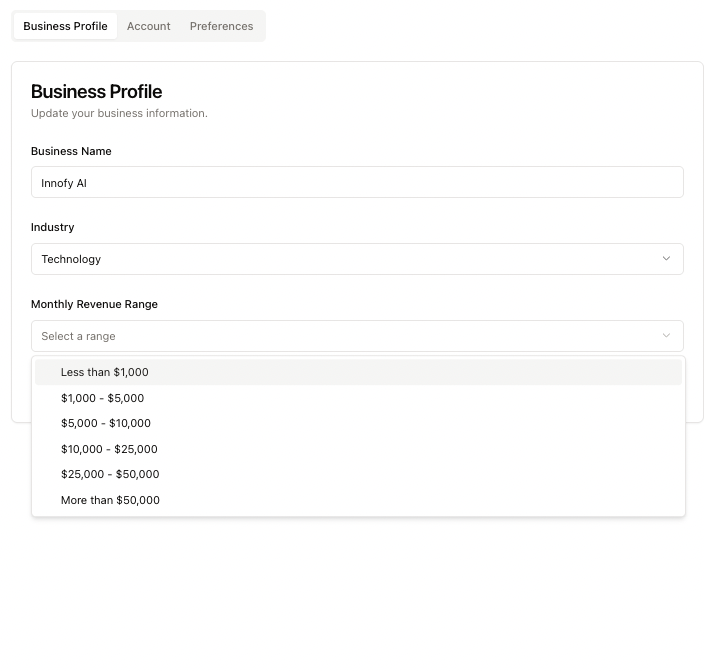 Business Profile Account Preferences
Business Profile
Update your business information.
Business Name
Innofy AI
Industry
Technology
Monthly Revenue Range
Select a range
Less than $1,000
$1,000 - $5,000
$5,000 - $10,000
$10,000 - $25,000
$25,000 - $50,000
More than $50,000